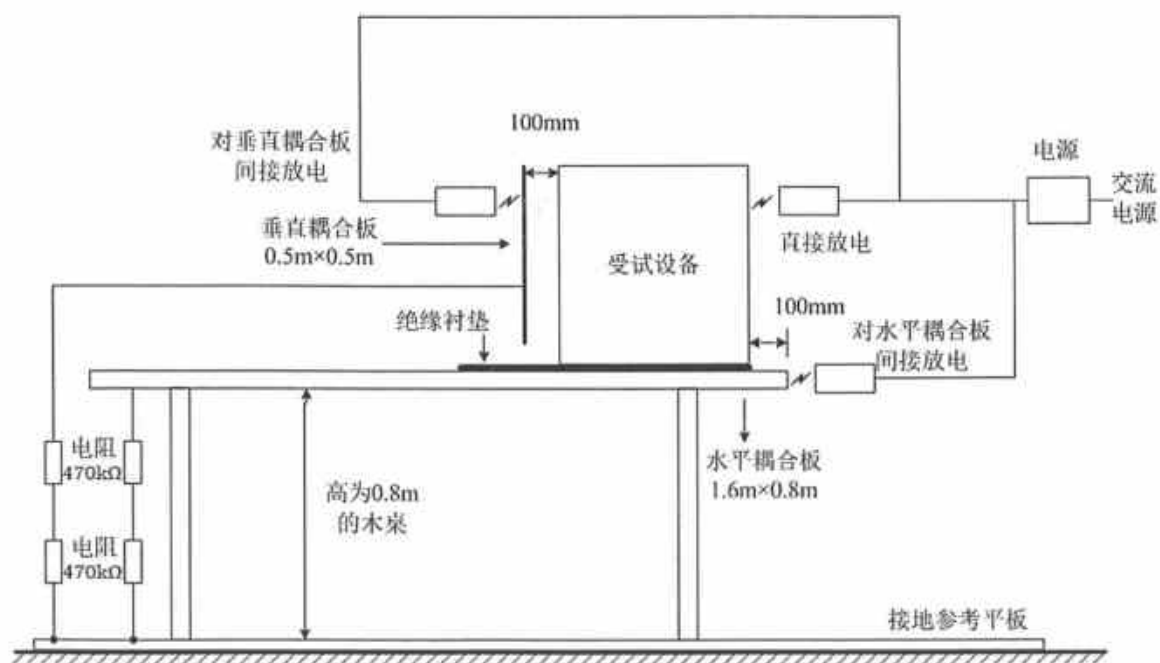 100mm
对垂直耦合板
间接放电
电源
交流
电源
垂直耦合板
0.5m×0.5m
直接放电
受试设备
100mm
绝缘衬垫
对水平耦合板
间接放电
电阻
470kΩ
水平耦合板
1.6m×0.8m
高为0.8m
的木桌
电阻
470kΩ
接地参考平板